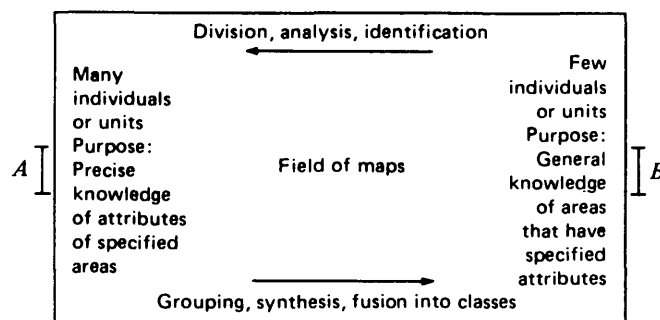 Division, analysis, identification
Many
individuals
or units
Purpose:
Precise
knowledge
of attributes
of specified
areas
A
Field of maps
Few
individuals
or units
Purpose:
General
knowledge
of areas
that have
specified
attributes
B
Grouping, synthesis, fusion into classes